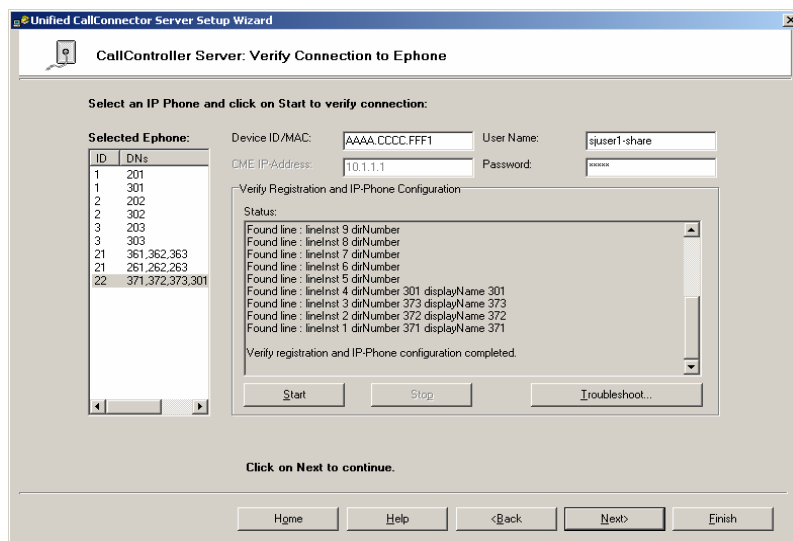 Unified CallConnector Server Setup Wizard
CallController Server: Verify Connection to Ephone
Select an IP Phone and click on Start to verify connection:
Selected Ephone:
ID DNs
1 201
1 301
2 202
2 302
3 203
3 303
21 361,362,363
21 261,262,263
22 371,372,373,301
Device ID/MAC: AAAA.CCCC.FFF1 User Name: sjuser1-share
CME IP-Address: 10.1.1.1 Password: xxxxx
Verify Registration and IP-Phone Configuration
Status:
Found line : lineInst 9 dirNumber
Found line : lineInst 8 dirNumber
Found line : lineInst 7 dirNumber
Found line : lineInst 6 dirNumber
Found line : lineInst 5 dirNumber
Found line : lineInst 4 dirNumber 301 displayName 301
Found line : lineInst 3 dirNumber 373 displayName 373
Found line : lineInst 2 dirNumber 372 displayName 372
Found line : lineInst 1 dirNumber 371 displayName 371
Verify registration and IP-Phone configuration completed.
Start Stop Troubleshoot...
Click on Next to continue.
Home Help <Back Next> Finish